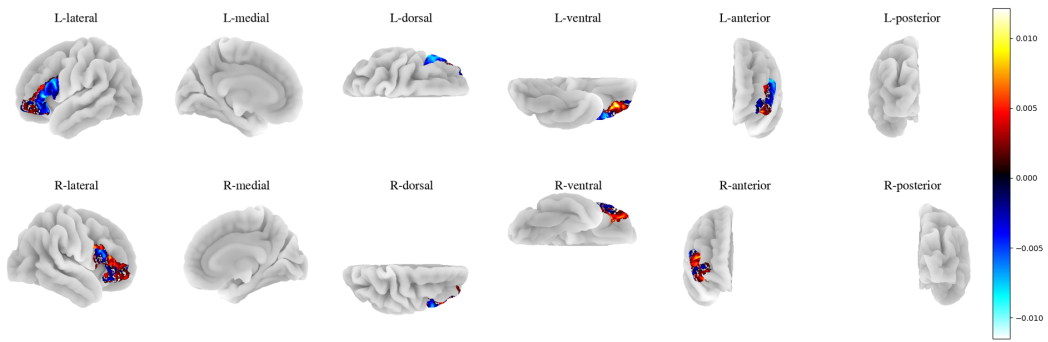 L-lateral
L-medial
L-dorsal
L-ventral
L-anterior
L-posterior
R-lateral
R-medial
R-dorsal
R-ventral
R-anterior
R-posterior
0.010
0.005
0.000
−0.005
−0.010